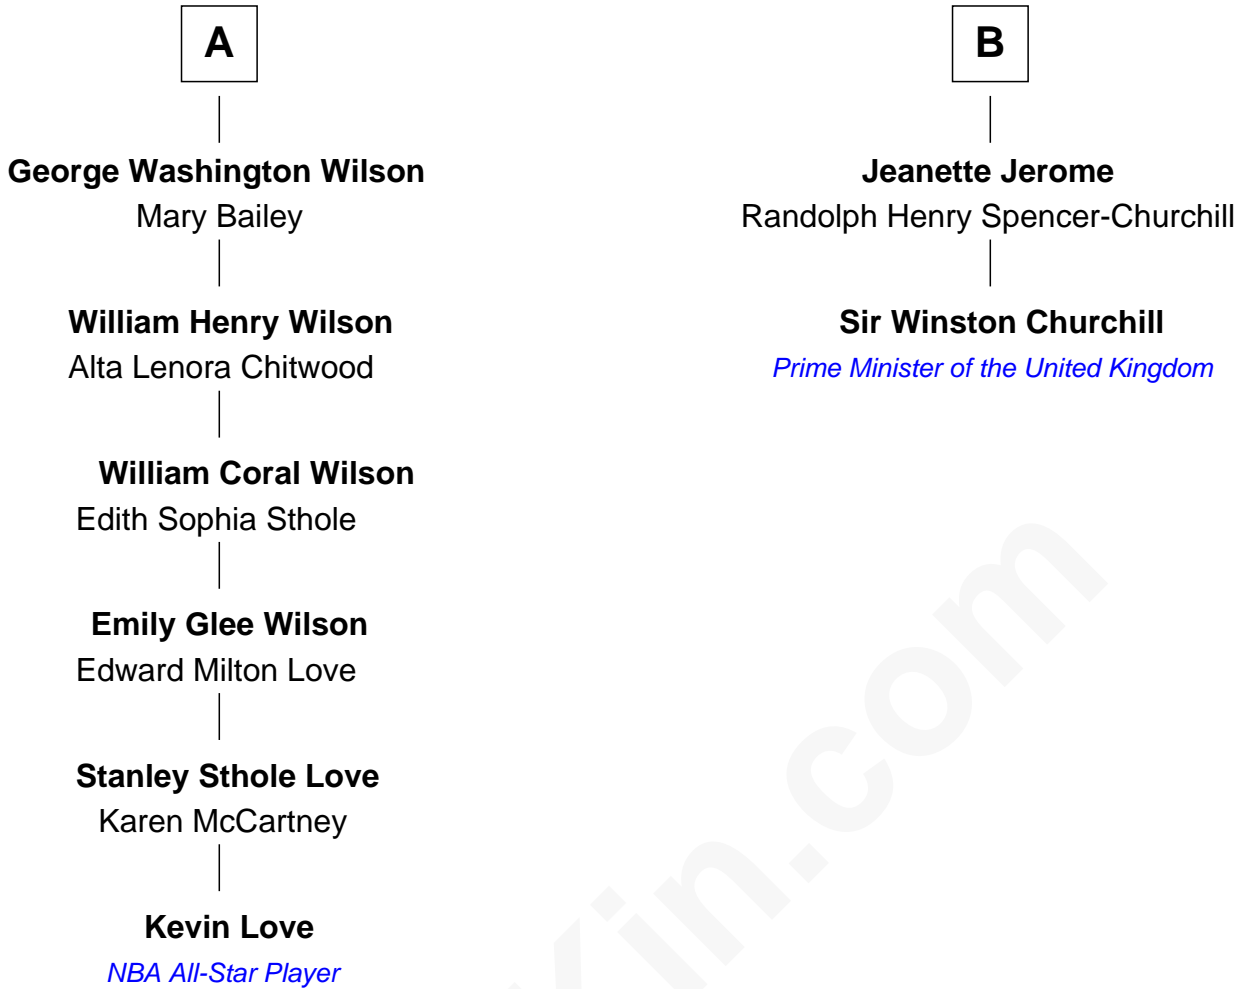 A
George Washington Wilson
Mary Bailey
William Henry Wilson
Alta Lenora Chitwood
William Coral Wilson
Edith Sophia Sthole
Emily Glee Wilson
Edward Milton Love
Stanley Sthole Love
Karen McCartney
Kevin Love
NBA All-Star Player
B
Jeanette Jerome
Randolph Henry Spencer-Churchill
Sir Winston Churchill
Prime Minister of the United Kingdom
Kin.com